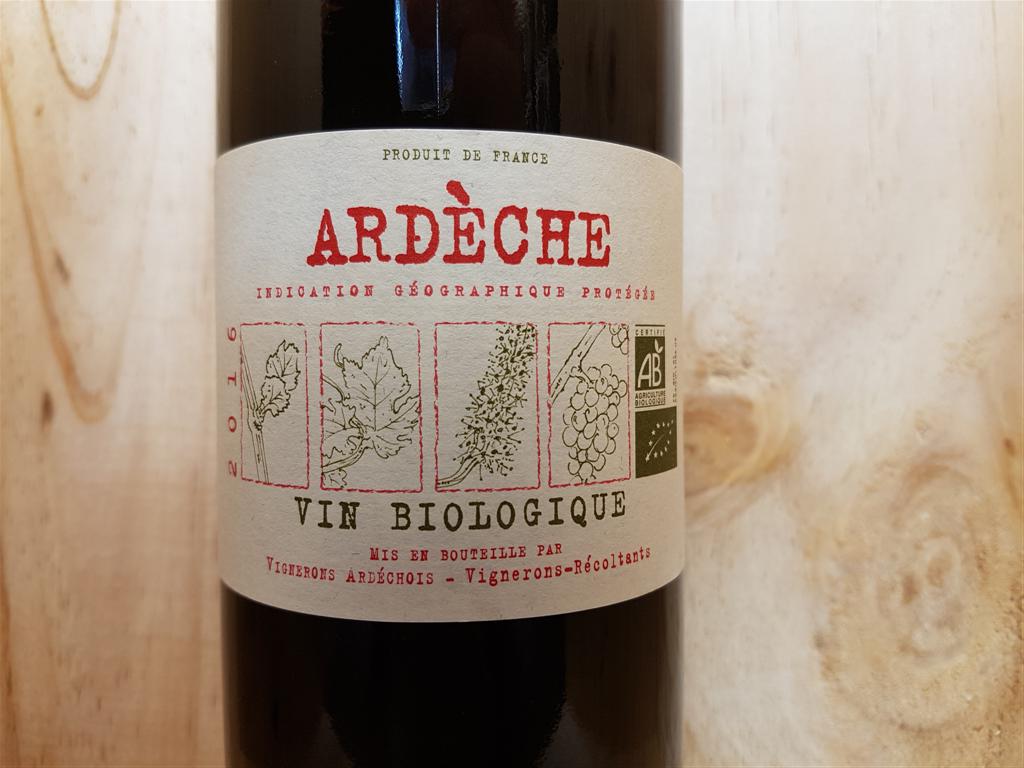 PRODUIT DE FRANCE
ARDÈCHE
INDICATION GÉOGRAPHIQUE PROTÉGÉE
2016
CERTIFIÉ
AB
AGRICULTURE
BIOLOGIQUE
VIN BIOLOGIQUE
MIS EN BOUTEILLE PAR
VIGNERONS ARDÉCHOIS - VIGNERONS-RÉCOLTANTS